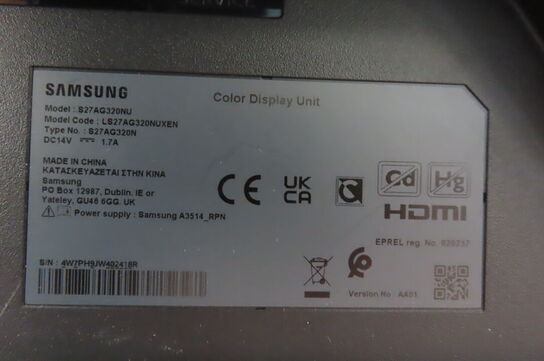 SAMSUNG
Color Display Unit
Model : S27AG320NU
Model Code : LS27AG320NUXEN
Type No. : S27AG320N
DC14V ⎓ 1.7A
MADE IN CHINA
ΚΑΤΑΣΚΕΥΑΖΕΤΑΙ ΣΤΗΝ ΚΙΝΑ
Samsung
PO Box 12987, Dublin. IE or
Yateley, GU46 6GG. UK
Power supply : Samsung A3514_RPN
CE
UK
CA
Cd
Hg
HDMI
EPREL reg. No.
S/N : 4W7PH9JW402418R
Version No : AA01